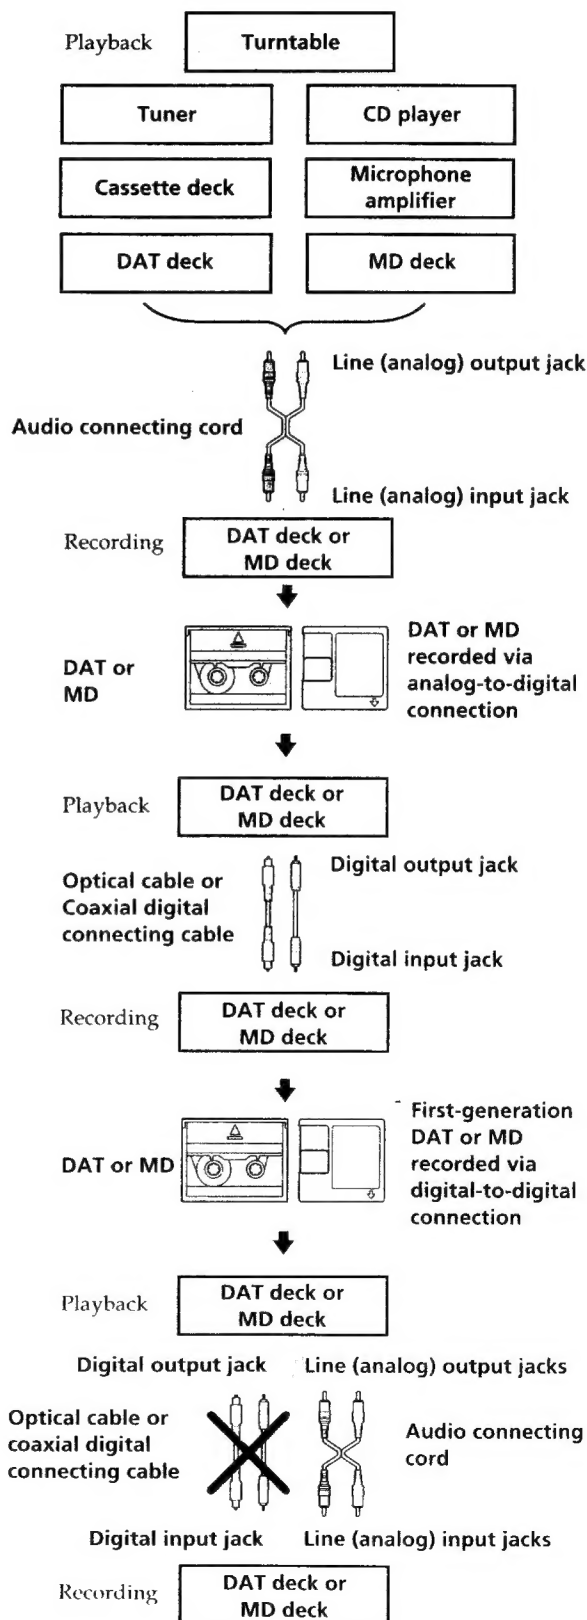 Playback
Turntable
Tuner
CD player
Cassette deck
Microphone
amplifier
DAT deck
MD deck
Line (analog) output jack
Audio connecting cord
Line (analog) input jack
Recording
DAT deck or
MD deck
DAT or
MD
DAT or MD
recorded via
analog-to-digital
connection
Playback
DAT deck or
MD deck
Optical cable or
Coaxial digital
connecting cable
Digital output jack
Digital input jack
Recording
DAT deck or
MD deck
DAT or MD
First-generation
DAT or MD
recorded via
digital-to-digital
connection
Playback
DAT deck or
MD deck
Digital output jack
Line (analog) output jacks
Optical cable or
coaxial digital
connecting cable
Audio connecting
cord
Digital input jack
Line (analog) input jacks
Recording
DAT deck or
MD deck